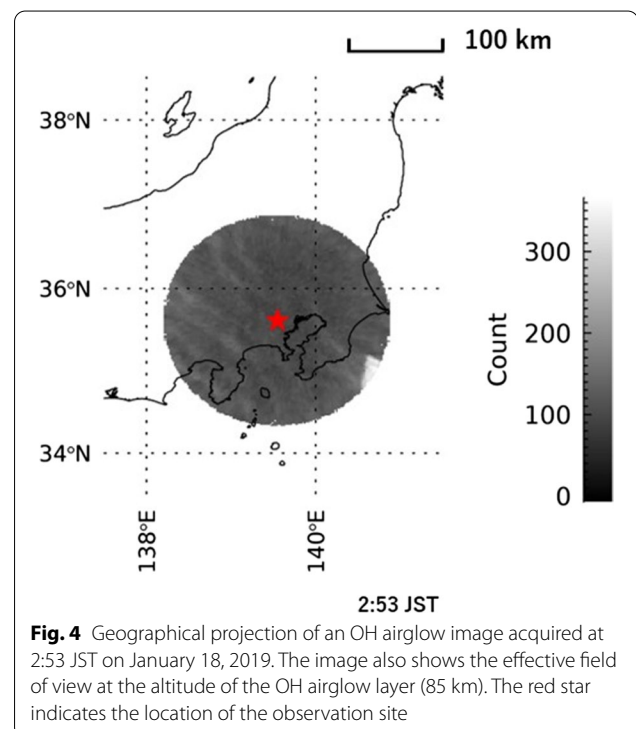 100 km
38°N
36°N
34°N
138°E
140°E
300
200
100
0
Count
2:53 JST
Fig. 4 Geographical projection of an OH airglow image acquired at
2:53 JST on January 18, 2019. The image also shows the effective field
of view at the altitude of the OH airglow layer (85 km). The red star
indicates the location of the observation site